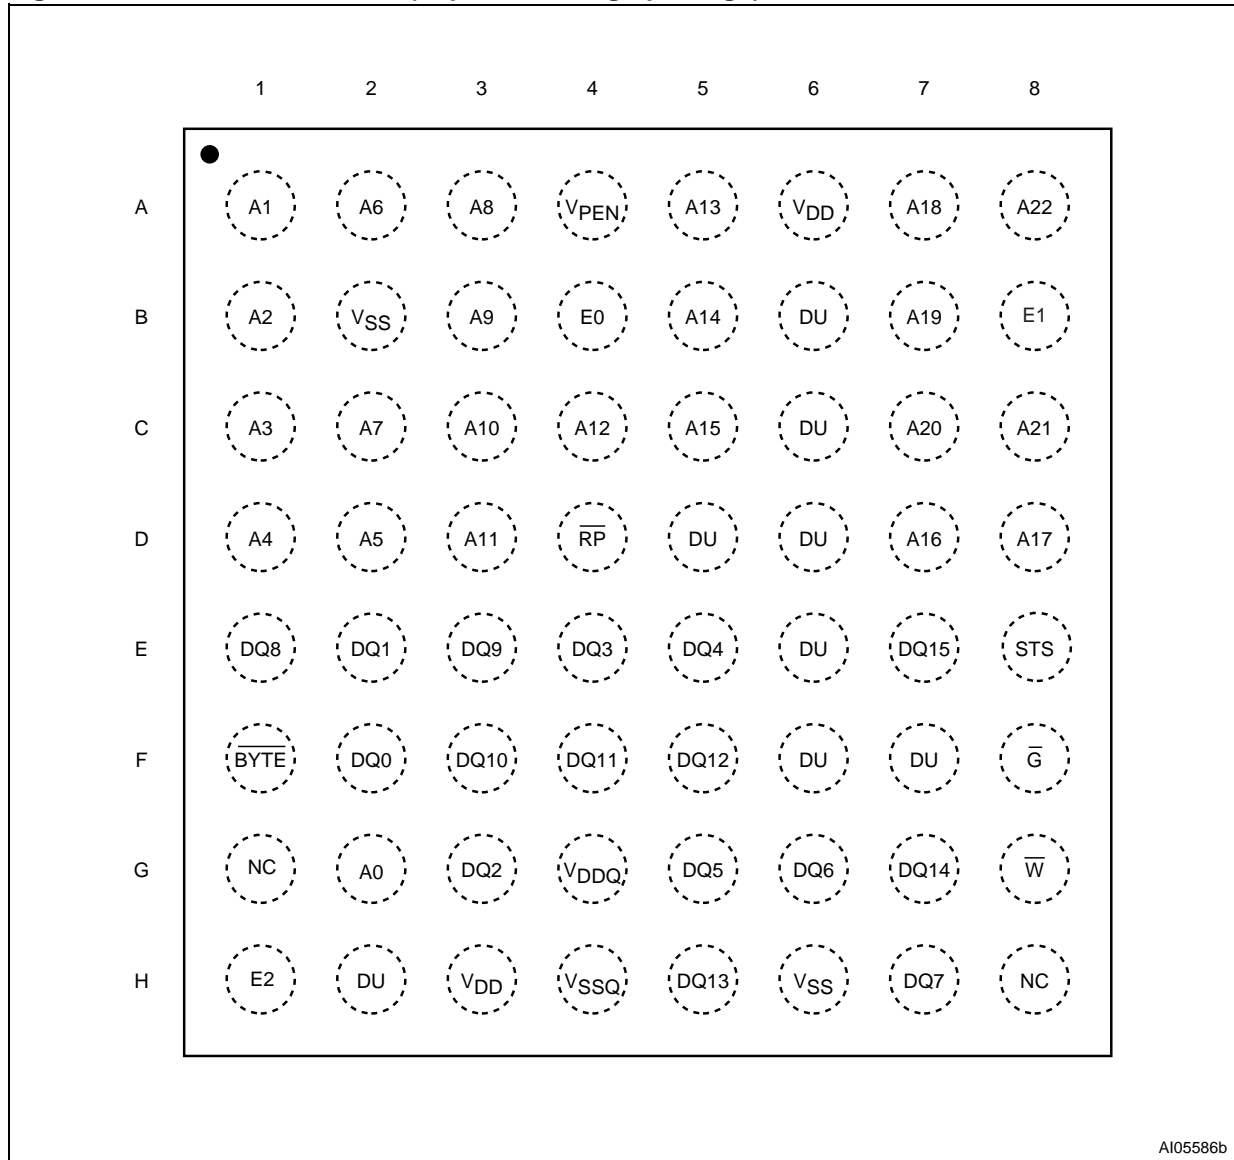 1 2 3 4 5 6 7 8
A A1 A6 A8 VPEN A13 VDD A18 A22
B A2 VSS A9 E0 A14 DU A19 E1
C A3 A7 A10 A12 A15 DU A20 A21
D A4 A5 A11 R̅P̅ DU DU A16 A17
E DQ8 DQ1 DQ9 DQ3 DQ4 DU DQ15 STS
F B̅Y̅T̅E̅ DQ0 DQ10 DQ11 DQ12 DU DU G̅
G NC A0 DQ2 VDDQ DQ5 DQ6 DQ14 W̅
H E2 DU VDD VSSQ DQ13 VSS DQ7 NC
AI05586b